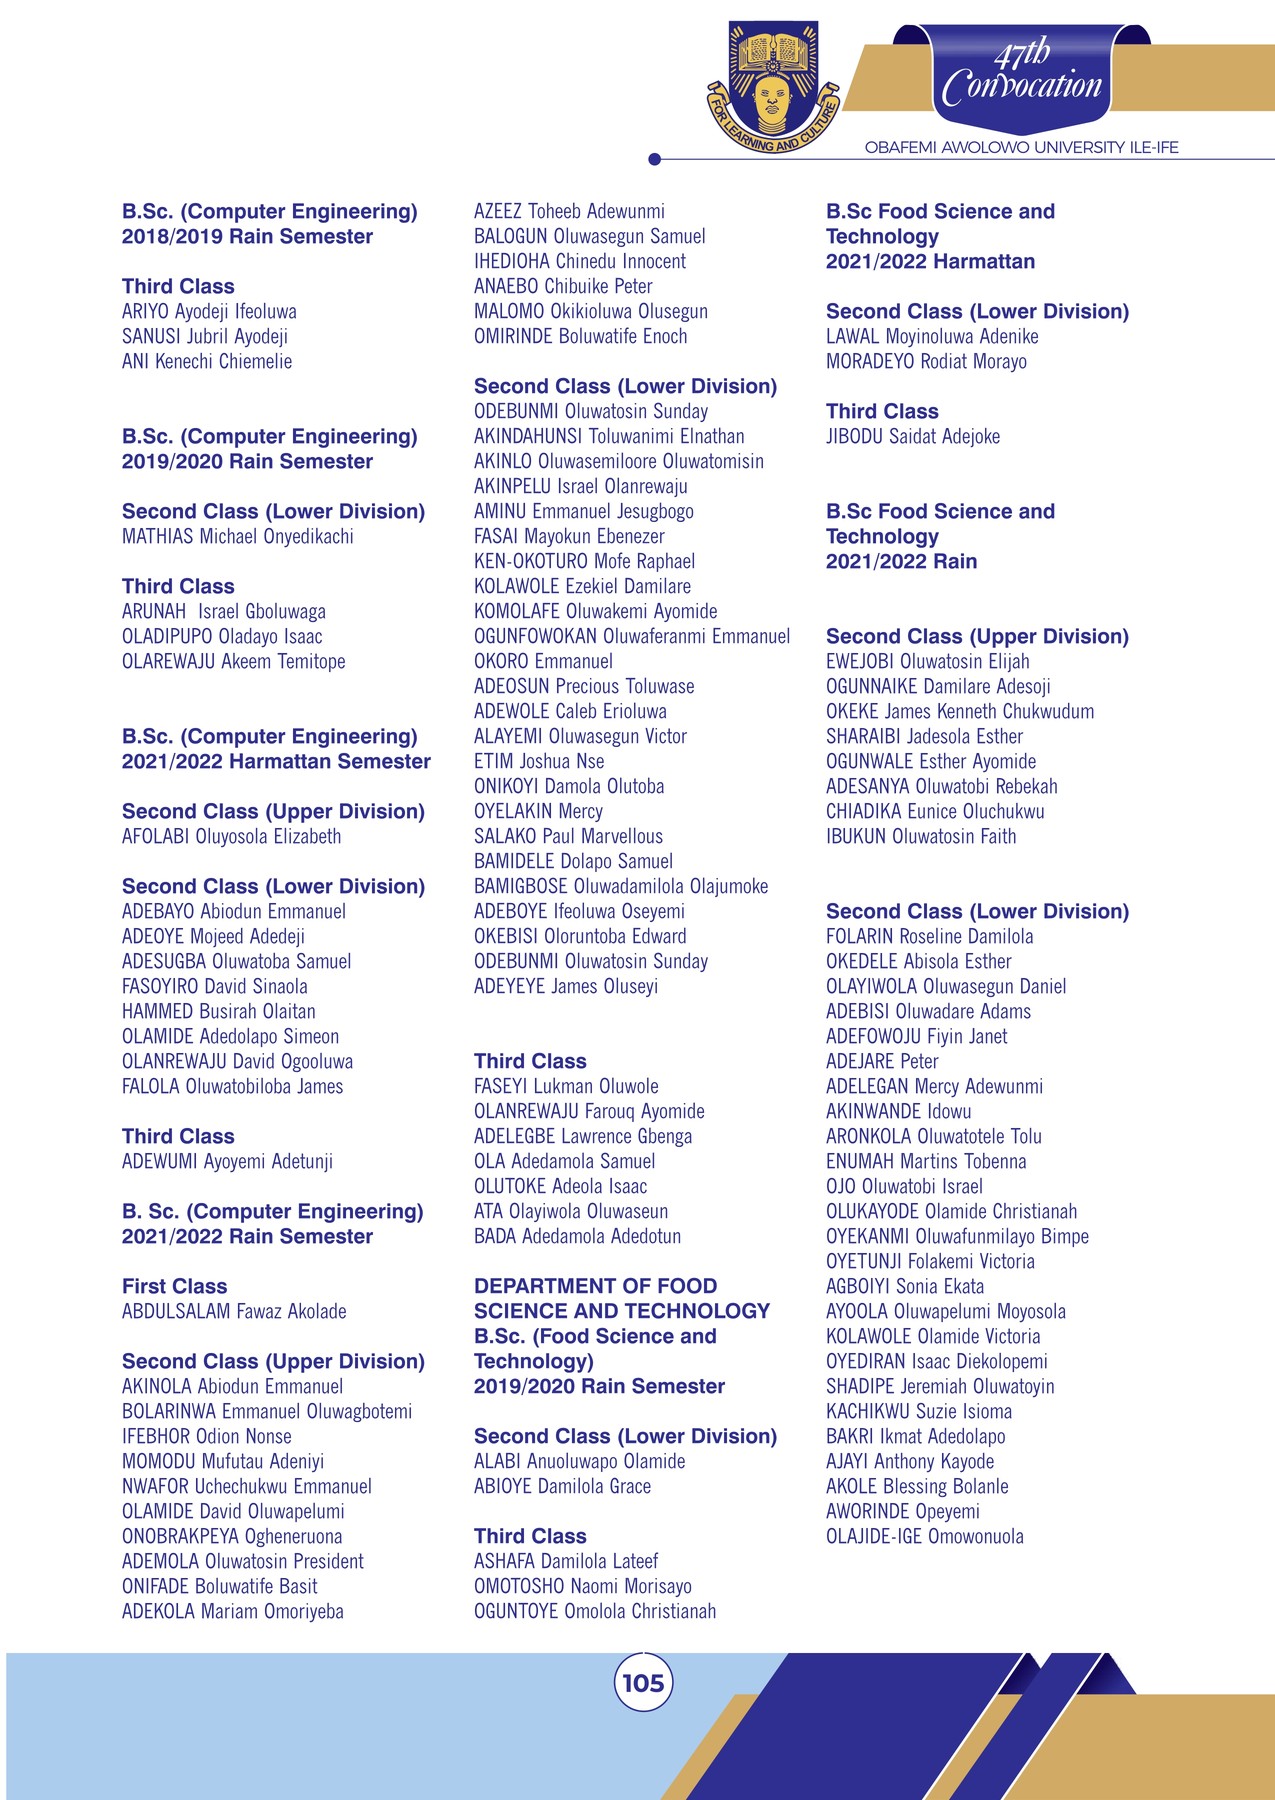 FOR LEARNING AND CULTURE
47th
Convocation
OBAFEMI AWOLOWO UNIVERSITY ILE-IFE
B.Sc. (Computer Engineering)
2018/2019 Rain Semester
Third Class
ARIYO Ayodeji Ifeoluwa
SANUSI Jubril Ayodeji
ANI Kenechi Chiemelie
B.Sc. (Computer Engineering)
2019/2020 Rain Semester
Second Class (Lower Division)
MATHIAS Michael Onyedikachi
Third Class
ARUNAH  Israel Gboluwaga
OLADIPUPO Oladayo Isaac
OLAREWAJU Akeem Temitope
B.Sc. (Computer Engineering)
2021/2022 Harmattan Semester
Second Class (Upper Division)
AFOLABI Oluyosola Elizabeth
Second Class (Lower Division)
ADEBAYO Abiodun Emmanuel
ADEOYE Mojeed Adedeji
ADESUGBA Oluwatoba Samuel
FASOYIRO David Sinaola
HAMMED Busirah Olaitan
OLAMIDE Adedolapo Simeon
OLANREWAJU David Ogooluwa
FALOLA Oluwatobiloba James
Third Class
ADEWUMI Ayoyemi Adetunji
B. Sc. (Computer Engineering)
2021/2022 Rain Semester
First Class
ABDULSALAM Fawaz Akolade
Second Class (Upper Division)
AKINOLA Abiodun Emmanuel
BOLARINWA Emmanuel Oluwagbotemi
IFEBHOR Odion Nonse
MOMODU Mufutau Adeniyi
NWAFOR Uchechukwu Emmanuel
OLAMIDE David Oluwapelumi
ONOBRAKPEYA Ogheneruona
ADEMOLA Oluwatosin President
ONIFADE Boluwatife Basit
ADEKOLA Mariam Omoriyeba
AZEEZ Toheeb Adewunmi
BALOGUN Oluwasegun Samuel
IHEDIOHA Chinedu Innocent
ANAEBO Chibuike Peter
MALOMO Okikioluwa Olusegun
OMIRINDE Boluwatife Enoch
Second Class (Lower Division)
ODEBUNMI Oluwatosin Sunday
AKINDAHUNSI Toluwanimi Elnathan
AKINLO Oluwasemiloore Oluwatomisin
AKINPELU Israel Olanrewaju
AMINU Emmanuel Jesugbogo
FASAI Mayokun Ebenezer
KEN-OKOTURO Mofe Raphael
KOLAWOLE Ezekiel Damilare
KOMOLAFE Oluwakemi Ayomide
OGUNFOWOKAN Oluwaferanmi Emmanuel
OKORO Emmanuel
ADEOSUN Precious Toluwase
ADEWOLE Caleb Erioluwa
ALAYEMI Oluwasegun Victor
ETIM Joshua Nse
ONIKOYI Damola Olutoba
OYELAKIN Mercy
SALAKO Paul Marvellous
BAMIDELE Dolapo Samuel
BAMIGBOSE Oluwadamilola Olajumoke
ADEBOYE Ifeoluwa Oseyemi
OKEBISI Oloruntoba Edward
ODEBUNMI Oluwatosin Sunday
ADEYEYE James Oluseyi
Third Class
FASEYI Lukman Oluwole
OLANREWAJU Farouq Ayomide
ADELEGBE Lawrence Gbenga
OLA Adedamola Samuel
OLUTOKE Adeola Isaac
ATA Olayiwola Oluwaseun
BADA Adedamola Adedotun
DEPARTMENT OF FOOD
SCIENCE AND TECHNOLOGY
B.Sc. (Food Science and
Technology)
2019/2020 Rain Semester
Second Class (Lower Division)
ALABI Anuoluwapo Olamide
ABIOYE Damilola Grace
Third Class
ASHAFA Damilola Lateef
OMOTOSHO Naomi Morisayo
OGUNTOYE Omolola Christianah
B.Sc Food Science and
Technology
2021/2022 Harmattan
Second Class (Lower Division)
LAWAL Moyinoluwa Adenike
MORADEYO Rodiat Morayo
Third Class
JIBODU Saidat Adejoke
B.Sc Food Science and
Technology
2021/2022 Rain
Second Class (Upper Division)
EWEJOBI Oluwatosin Elijah
OGUNNAIKE Damilare Adesoji
OKEKE James Kenneth Chukwudum
SHARAIBI Jadesola Esther
OGUNWALE Esther Ayomide
ADESANYA Oluwatobi Rebekah
CHIADIKA Eunice Oluchukwu
IBUKUN Oluwatosin Faith
Second Class (Lower Division)
FOLARIN Roseline Damilola
OKEDELE Abisola Esther
OLAYIWOLA Oluwasegun Daniel
ADEBISI Oluwadare Adams
ADEFOWOJU Fiyin Janet
ADEJARE Peter
ADELEGAN Mercy Adewunmi
AKINWANDE Idowu
ARONKOLA Oluwatotele Tolu
ENUMAH Martins Tobenna
OJO Oluwatobi Israel
OLUKAYODE Olamide Christianah
OYEKANMI Oluwafunmilayo Bimpe
OYETUNJI Folakemi Victoria
AGBOIYI Sonia Ekata
AYOOLA Oluwapelumi Moyosola
KOLAWOLE Olamide Victoria
OYEDIRAN Isaac Diekolopemi
SHADIPE Jeremiah Oluwatoyin
KACHIKWU Suzie Isioma
BAKRI Ikmat Adedolapo
AJAYI Anthony Kayode
AKOLE Blessing Bolanle
AWORINDE Opeyemi
OLAJIDE-IGE Omowonuola
105